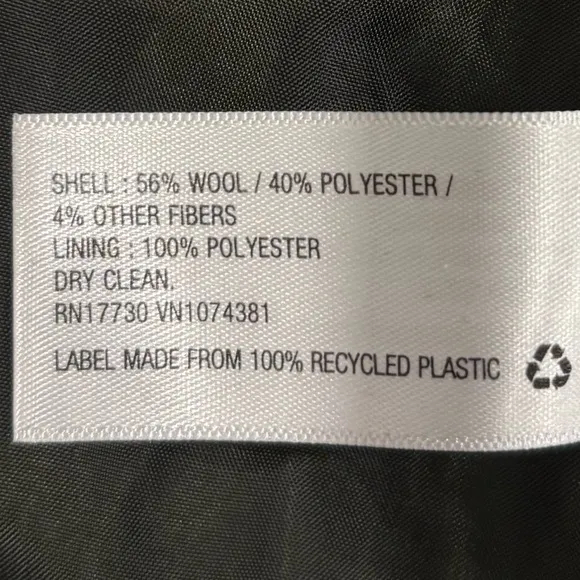 SHELL : 56% WOOL / 40% POLYESTER /
4% OTHER FIBERS
LINING : 100% POLYESTER
DRY CLEAN.
RN17730 VN1074381
LABEL MADE FROM 100% RECYCLED PLASTIC